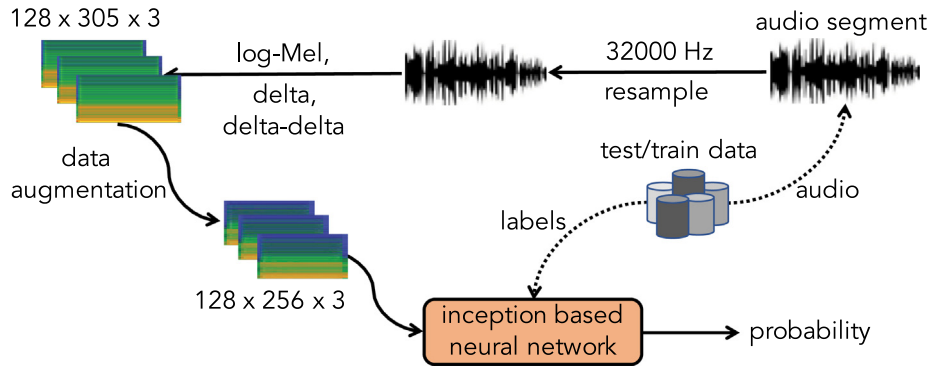 128 x 305 x 3
log-Mel,
delta,
delta-delta
32000 Hz
resample
audio segment
data
augmentation
test/train data
labels
audio
128 x 256 x 3
inception based
neural network
probability